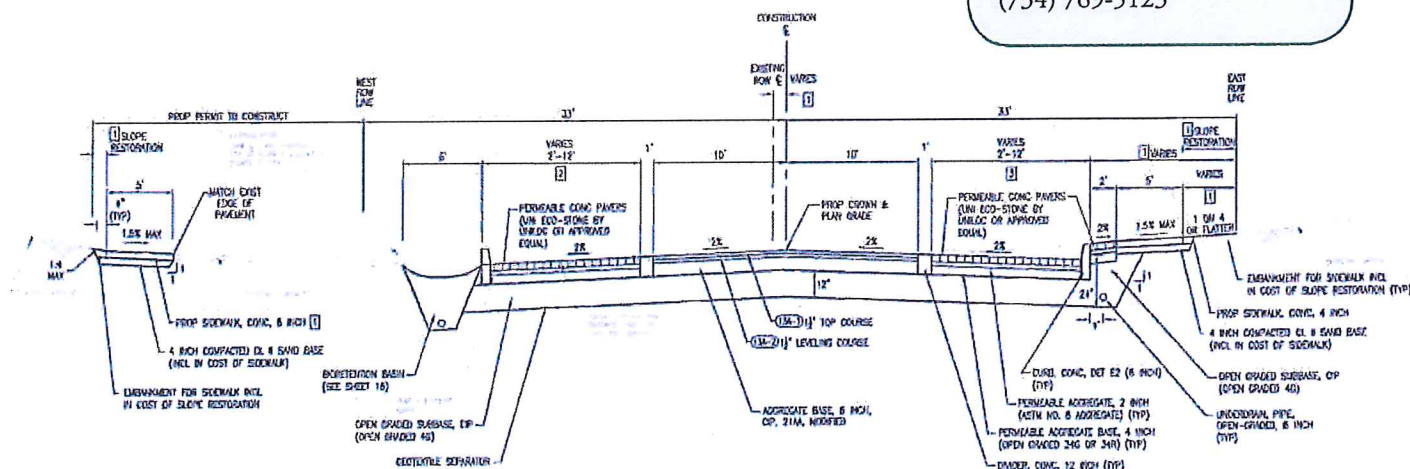 (734) 769-3123
CONSTRUCTION
℄
EXISTING
ROW ℄
VARIES
1
WEST
ROW
LINE
EAST
ROW
LINE
PROP PERMIT TO CONSTRUCT
33'
33'
1 SLOPE
RESTORATION
5'
(TYP)
1.5% MAX
MATCH EXIST
EDGE OF
PAVEMENT
MAX
PROP SIDEWALK, CONC, 6 INCH 1
4 INCH COMPACTED CL II SAND BASE
(INCL IN COST OF SIDEWALK)
EMBANKMENT FOR SIDEWALK INCL
IN COST OF SLOPE RESTORATION
6'
VARIES
2'-12'
2
1'
10'
10'
1'
VARIES
2'-12'
3
1 VARIES
1 SLOPE
RESTORATION
2'
5'
VARIES
1
PERMEABLE CONC PAVERS
(UNI ECO-STONE BY
UNILOC OR APPROVED
EQUAL)
2%
2%
PROP CROWN &
PLAN GRADE
2%
PERMEABLE CONC PAVERS
(UNI ECO-STONE BY
UNILOC OR APPROVED
EQUAL)
2%
2%
1.5% MAX
1 ON 4
OR FLATTER
EMBANKMENT FOR SIDEWALK INCL
IN COST OF SLOPE RESTORATION (TYP)
PROP SIDEWALK, CONC, 4 INCH
4 INCH COMPACTED CL II SAND BASE
(INCL IN COST OF SIDEWALK)
12"
21"
TOP COURSE
LEVELING COURSE
BIORETENTION BASIN
(SEE SHEET 16)
OPEN GRADED SUBBASE, CIP
(OPEN GRADED 4G)
GEOTEXTILE SEPARATOR
AGGREGATE BASE, 6 INCH,
CIP, 21AA, MODIFIED
CURB, CONC, DET E2 (6 INCH)
(TYP)
PERMEABLE AGGREGATE, 2 INCH
(ASTM NO. 8 AGGREGATE) (TYP)
PERMEABLE AGGREGATE BASE, 4 INCH
(OPEN GRADED 34G OR 34R) (TYP)
DIVIDER, CONC, 12 INCH (TYP)
OPEN GRADED SUBBASE, CIP
(OPEN GRADED 4G)
UNDERDRAIN, PIPE,
OPEN-GRADED, 6 INCH
(TYP)